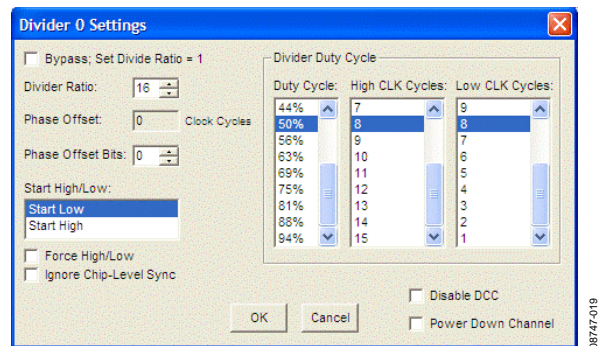 Divider 0 Settings
Bypass; Set Divide Ratio = 1
Divider Ratio: 16
Phase Offset: 0 Clock Cycles
Phase Offset Bits: 0
Start High/Low:
Start Low
Start High
Force High/Low
Ignore Chip-Level Sync
Divider Duty Cycle
Duty Cycle: High CLK Cycles: Low CLK Cycles:
44% 7 9
50% 8 8
56% 9 7
63% 10 6
69% 11 5
75% 12 4
81% 13 3
88% 14 2
94% 15 1
Disable DCC
OK Cancel
Power Down Channel
08747-019